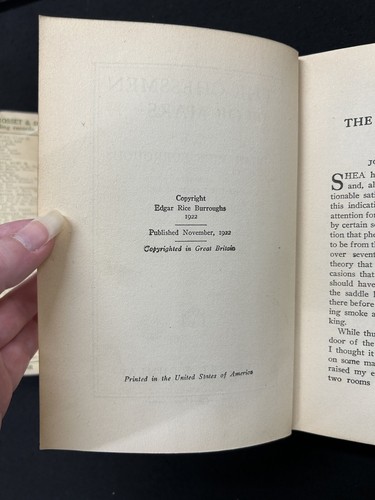 Copyright
Edgar Rice Burroughs
1922
Published November, 1922
Copyrighted in Great Britain
Printed in the United States of America
THE
SHEA h
and, al
tionable sati
this indicati
attention for
by certain s
tion that phe
to be from th
over sevent
theory that
casions that
should have
the saddle l
there before
ing smoke a
king.
While thu
door of the
I thought it
on some ma
raised my e
two rooms